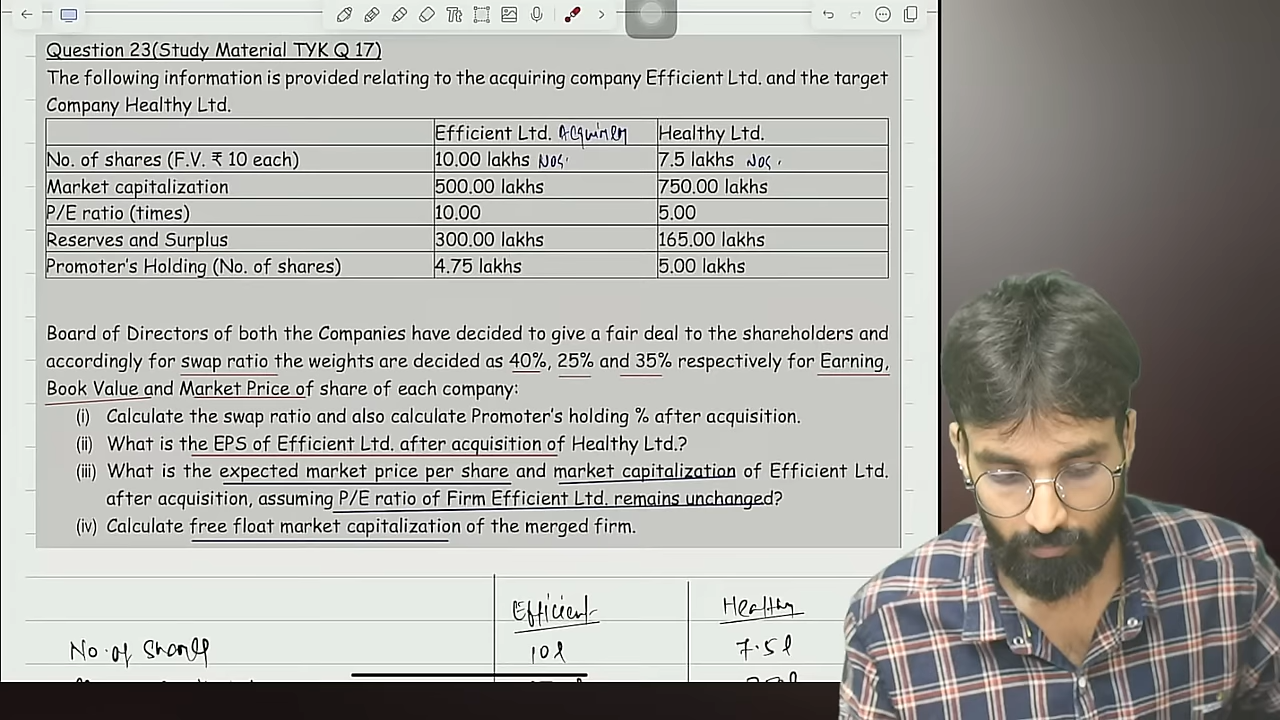 Question 23(Study Material TYK Q 17)
The following information is provided relating to the acquiring company Efficient Ltd. and the target
Company Healthy Ltd.
Efficient Ltd. Acquirer Healthy Ltd.
No. of shares (F.V. ₹ 10 each) 10.00 lakhs Nos. 7.5 lakhs Nos.
Market capitalization 500.00 lakhs 750.00 lakhs
P/E ratio (times) 10.00 5.00
Reserves and Surplus 300.00 lakhs 165.00 lakhs
Promoter's Holding (No. of shares) 4.75 lakhs 5.00 lakhs
Board of Directors of both the Companies have decided to give a fair deal to the shareholders and
accordingly for swap ratio the weights are decided as 40%, 25% and 35% respectively for Earning,
Book Value and Market Price of share of each company:
(i) Calculate the swap ratio and also calculate Promoter's holding % after acquisition.
(ii) What is the EPS of Efficient Ltd. after acquisition of Healthy Ltd.?
(iii) What is the expected market price per share and market capitalization of Efficient Ltd.
after acquisition, assuming P/E ratio of Firm Efficient Ltd. remains unchanged?
(iv) Calculate free float market capitalization of the merged firm.
Efficient Healthy
No. of Shares 10l 7.5l